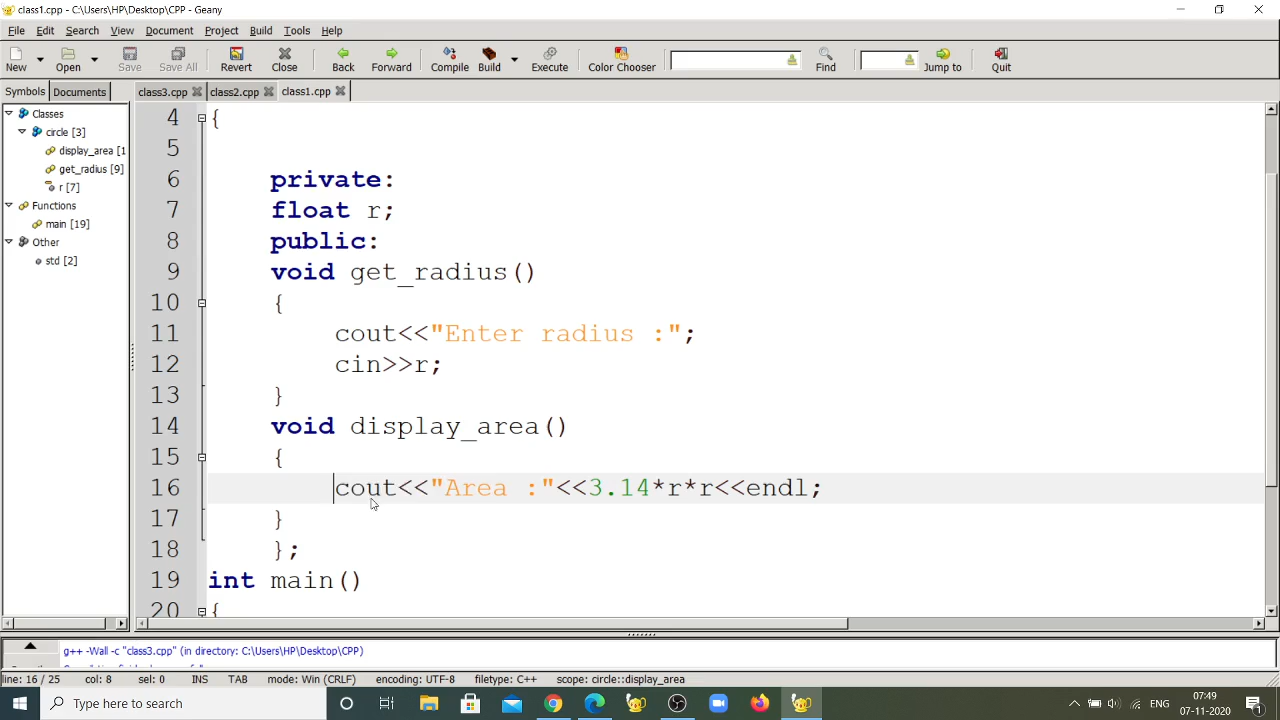 class1.cpp - C:\Users\HP\Desktop\CPP - Geany
File Edit Search View Document Project Build Tools Help
New Open Save Save All Revert Close Back Forward Compile Build Execute Color Chooser Find Jump to Quit
Symbols Documents class3.cpp class2.cpp class1.cpp
Classes
circle [3]
display_area [1
get_radius [9]
r [7]
Functions
main [19]
Other
std [2]
4 {
5
6 private:
7 float r;
8 public:
9 void get_radius()
10 {
11 cout<<"Enter radius :";
12 cin>>r;
13 }
14 void display_area()
15 {
16 cout<<"Area :"<<3.14*r*r<<endl;
17 }
18 };
19 int main()
20 {
g++ -Wall -c "class3.cpp" (in directory: C:\Users\HP\Desktop\CPP)
line: 16 / 25 col: 8 sel: 0 INS TAB mode: Win (CRLF) encoding: UTF-8 filetype: C++ scope: circle::display_area
Type here to search
ENG
07:49
07-11-2020